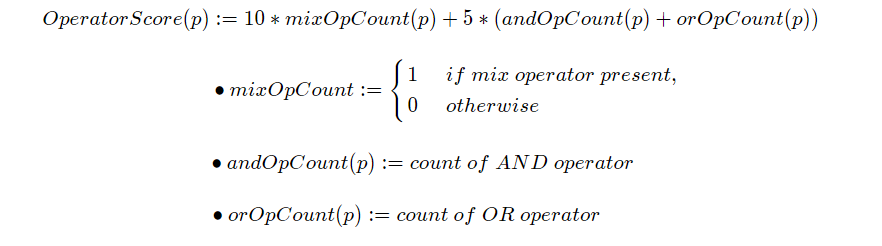 OperatorScore(p) := 10 ∗ mixOpCount(p) + 5 ∗ (andOpCount(p) + orOpCount(p))
• mixOpCount := { 1 if mix operator present,
0 otherwise
• andOpCount(p) := count of AND operator
• orOpCount(p) := count of OR operator